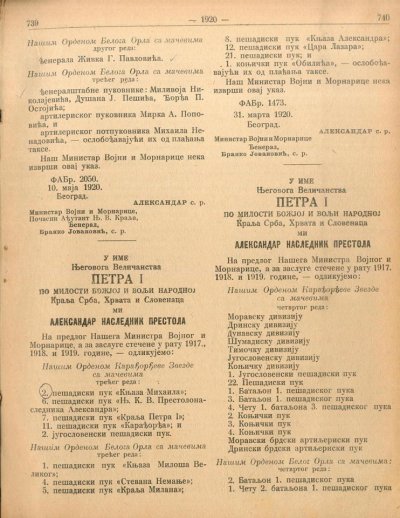 739
— 1920 —
740
Нашим Орденом Белога Орла са мачевима
другог реда:
ђенерала Живка Г. Павловића.
Нашим Орденом Белога Орла са мачевима
трећег реда:
ђенералштабне пуковнике: Миливоја Ни-
колајевића, Душана Ј. Пешића, Ђорђа П.
Остојића;
артилериског пуковника Мирка А. Попо-
вића, и
артилериског потпуковника Михаила Не-
надовића, — ослобођавајући их од плаћања
таксе.
Наш Министар Војни и Морнарице нека
изврши овај указ.
ФАБр. 2050.
10. маја 1920.
Београд.
АЛЕКСАНДАР с. р.
Министар Војни и Морнарице,
Почасни Ађутант Њ. В. Краља,
Ђенерал,
Бранко Јовановић, с. р.
У ИМЕ
Његовога Величанства
ПЕТРА I
ПО МИЛОСТИ БОЖЈОЈ И ВОЉИ НАРОДНОЈ
Краља Срба, Хрвата и Словенаца
МИ
АЛЕКСАНДАР НАСЛЕДНИК ПРЕСТОЛА
На предлог Нашега Министра Војног и
Морнарице, а за заслуге стечене у рату 1917.,
1918. и 1919. године, — одликујемо:
Нашим Орденом Карађорђеве Звезде
са мачевима
трећег реда:
2. пешадиски пук «Књаза Михаила»;
6. пешадиски пук «Њ. К. В. Престолона-
следника Александра»;
7. пешадиски пук «Краља Петра I»;
11. пешадиски пук «Карађорђа»; и
2. југословенски пешадиски пук.
Нашим Орденом Белога Орла са мачевима
трећег реда:
1. пешадиски пук «Књаза Милоша Ве-
ликог»;
4. пешадиски пук «Стевана Немање»;
5. пешадиски пук «Краља Милана»;
8. пешадиски пук «Књаза Александра»;
12. пешадиски пук «Цара Лазара»;
21. пешадиски пук; и
1. коњички пук «Обилића», — ослоба-
вајући их од плаћања таксе.
Наш Министар Војни и Морнарице нека
изврши овај указ.
ФАБр. 1473.
31. марта 1920.
Београд.
АЛЕКСАНДАР с. р.
Министар Војни и Морнарице
Ђенерал,
Бранко Јовановић, с. р.
У ИМЕ
Његовога Величанства
ПЕТРА I
ПО МИЛОСТИ БОЖЈОЈ И ВОЉИ НАРОДНОЈ
Краља Срба, Хрвата и Словенаца
МИ
АЛЕКСАНДАР НАСЛЕДНИК ПРЕСТОЛА
На предлог Нашега Министра Војног и
Морнарице, а за заслуге стечене у рату 1917.
1918. и 1919. године, — одликујемо:
Нашим Орденом Карађорђеве Звезде
са мачевима
четвртог реда:
Моравску дивизију
Дринску дивизију
Дунавску дивизију
Шумадиску дивизију
Тимочку дивизију
Југословенску дивизију
Коњичку дивизију
1. Југословенски пешадиски пук
22. Пешадиски пук
1. Батаљон 1. пешадиског пука
3. Батаљон 1. пешадиског пука
4. Чету 1. батаљона 3. пешадиског пука
2. Коњички пук
3. Коњички пук
4. Коњички пук
Моравски брдски артилериски пук
Дрински брдски артилериски пук
Нашим Орденом Белог Орла са мачевима:
четвртог реда:
2. Батаљон 1. пешадиског пука
1. Чету 2. батаљона 1. пешадиског пука